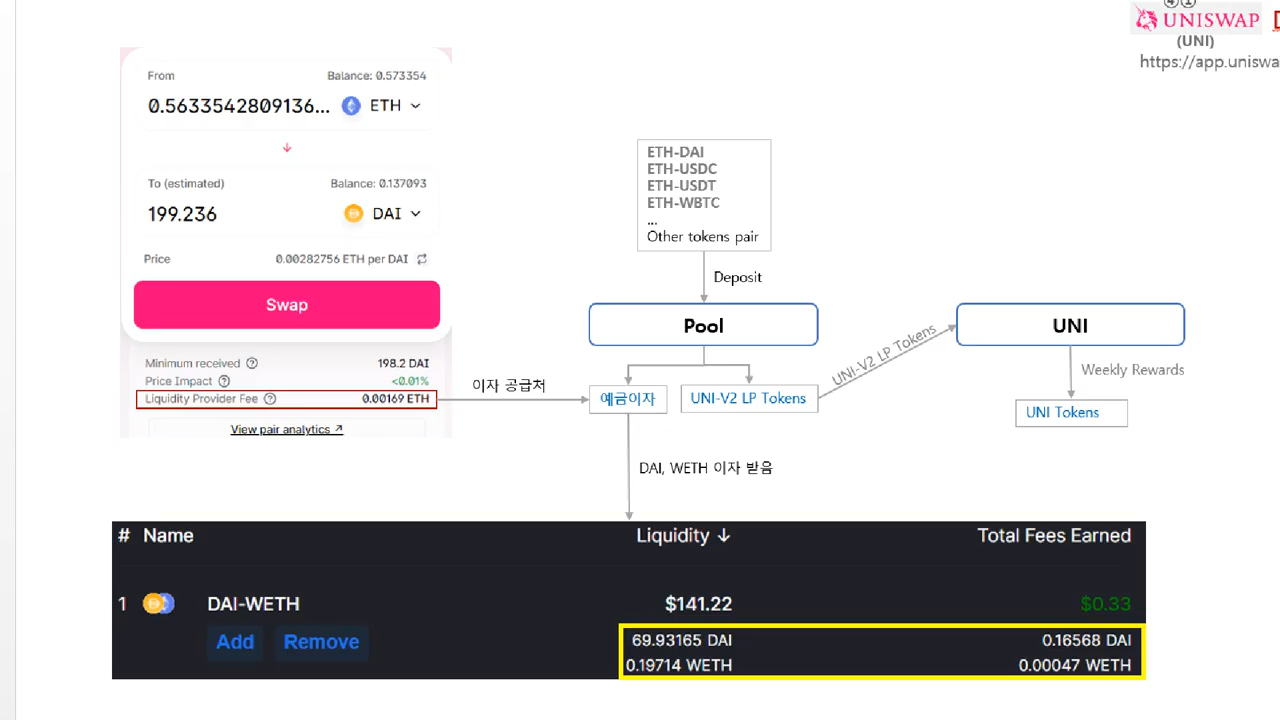 ④①
UNISWAP
(UNI)
https://app.uniswa
From
Balance: 0.573354
0.5633542809136... ETH
To (estimated)
Balance: 0.137093
199.236 DAI
Price
0.00282756 ETH per DAI
Swap
Minimum received ? 198.2 DAI
Price Impact ? <0.01%
Liquidity Provider Fee ? 0.00169 ETH
View pair analytics ↗
이자 공급처
ETH-DAI
ETH-USDC
ETH-USDT
ETH-WBTC
...
Other tokens pair
Deposit
Pool
예금이자
UNI-V2 LP Tokens
UNI-V2 LP Tokens
UNI
Weekly Rewards
UNI Tokens
DAI, WETH 이자 받음
# Name Liquidity ↓ Total Fees Earned
1 DAI-WETH $141.22 $0.33
Add Remove
69.93165 DAI 0.16568 DAI
0.19714 WETH 0.00047 WETH